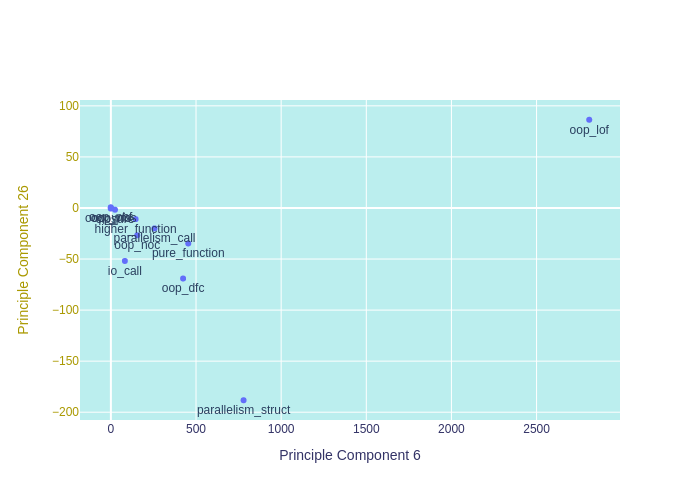 100
50
0
−50
−100
−150
−200
Principle Component 26
oop_lof
higher_function
parallelism_call
oop_noc
pure_function
io_call
oop_dfc
parallelism_struct
0
500
1000
1500
2000
2500
Principle Component 6